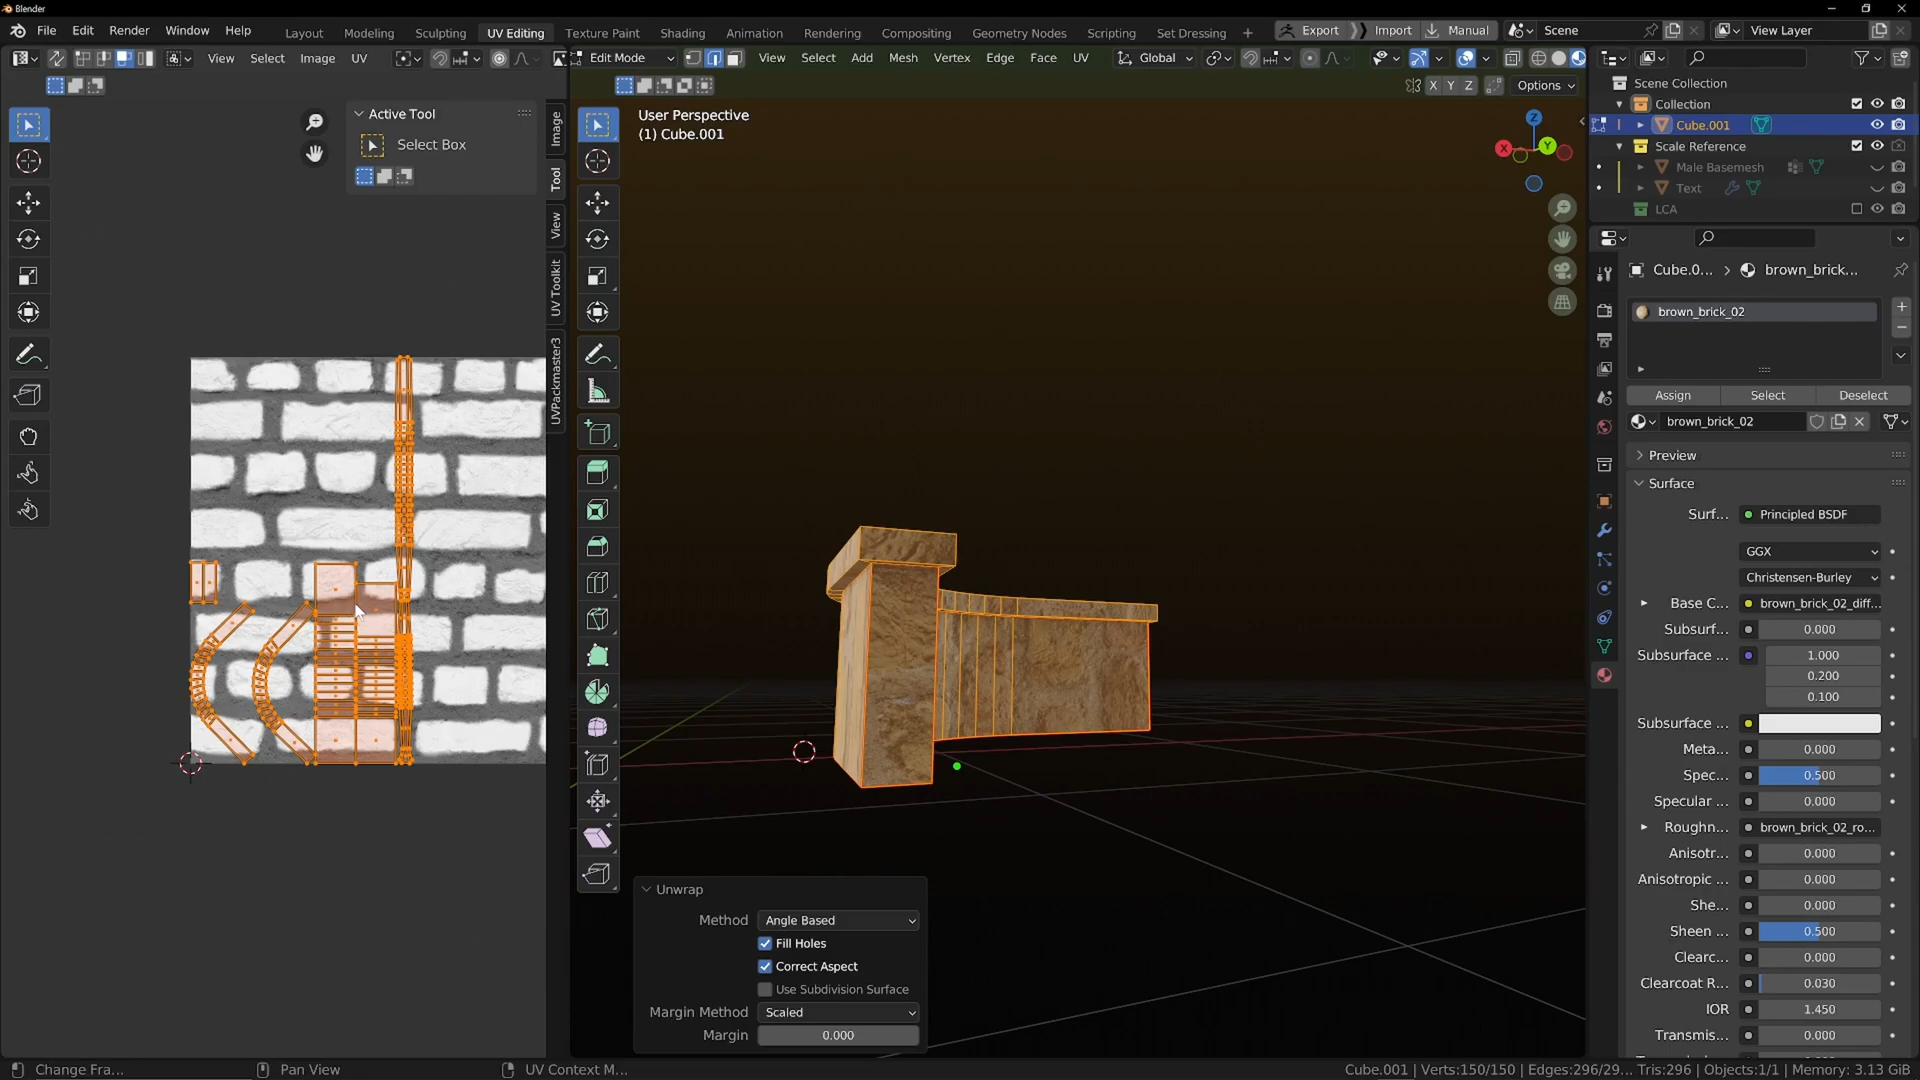 Blender
File Edit Render Window Help Layout Modeling Sculpting UV Editing Texture Paint Shading Animation Rendering Compositing Geometry Nodes Scripting Set Dressing + Export Import Manual Scene View Layer
View Select Image UV Edit Mode View Select Add Mesh Vertex Edge Face UV Global
X Y Z Options
Active Tool
Select Box
Image
Tool
View
UV Toolkit
UVPackmaster3
User Perspective
(1) Cube.001
Z
X
Y
Scene Collection
Collection
Cube.001
Scale Reference
Male Basemesh
Text
LCA
Cube.0... > brown_brick...
brown_brick_02
Assign Select Deselect
brown_brick_02
Preview
Surface
Surf... Principled BSDF
GGX
Christensen-Burley
Base C... brown_brick_02_diff...
Subsurf... 0.000
Subsurface ... 1.000
0.200
0.100
Subsurface ...
Meta... 0.000
Spec... 0.500
Specular ... 0.000
Roughn... brown_brick_02_ro...
Anisotr... 0.000
Anisotropic ... 0.000
She... 0.000
Sheen ... 0.500
Clearc... 0.000
Clearcoat R... 0.030
IOR 1.450
Transmis... 0.000
Unwrap
Method Angle Based
Fill Holes
Correct Aspect
Use Subdivision Surface
Margin Method Scaled
Margin 0.000
Change Fra... Pan View UV Context M... Cube.001 | Verts:150/150 | Edges:296/29... Tris:296 | Objects:1/1 | Memory: 3.13 GiB